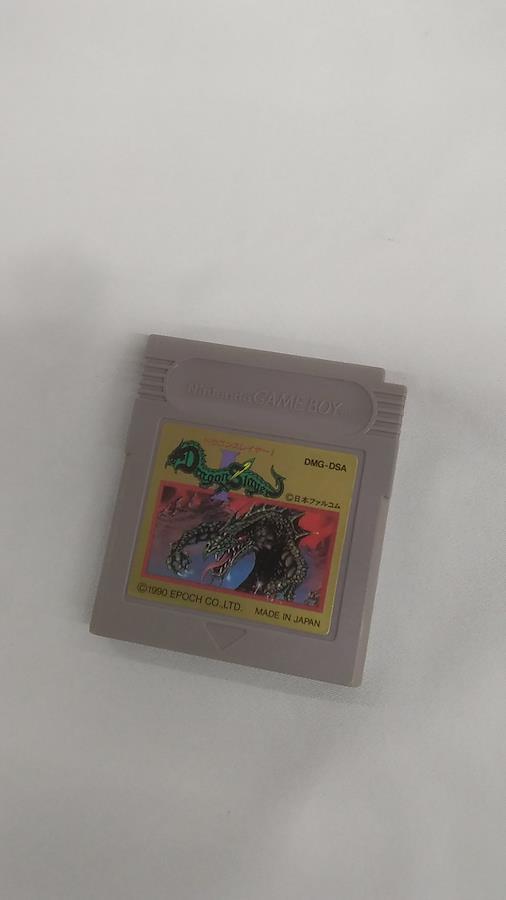 Nintendo GAME BOY
ドラゴンスレイヤーI
DMG-DSA
Dragon Slayer
I
©日本ファルコム
©1990 EPOCH CO.,LTD. MADE IN JAPAN